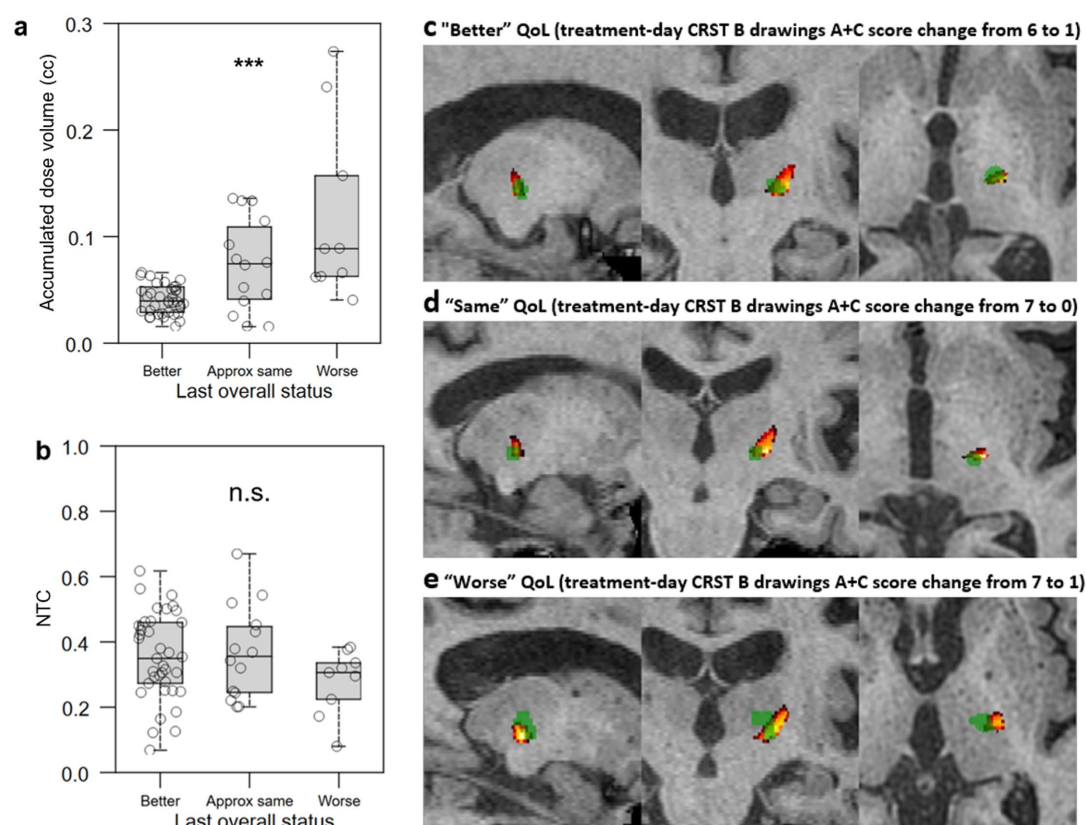 a
0.3
0.2
0.1
0.0
Accumulated dose volume (cc)
***
Better
Approx same
Worse
Last overall status
b
1.0
0.8
0.6
0.4
0.2
0.0
NTC
n.s.
Better
Approx same
Worse
Last overall status
c "Better” QoL (treatment-day CRST B drawings A+C score change from 6 to 1)
d “Same” QoL (treatment-day CRST B drawings A+C score change from 7 to 0)
e “Worse” QoL (treatment-day CRST B drawings A+C score change from 7 to 1)